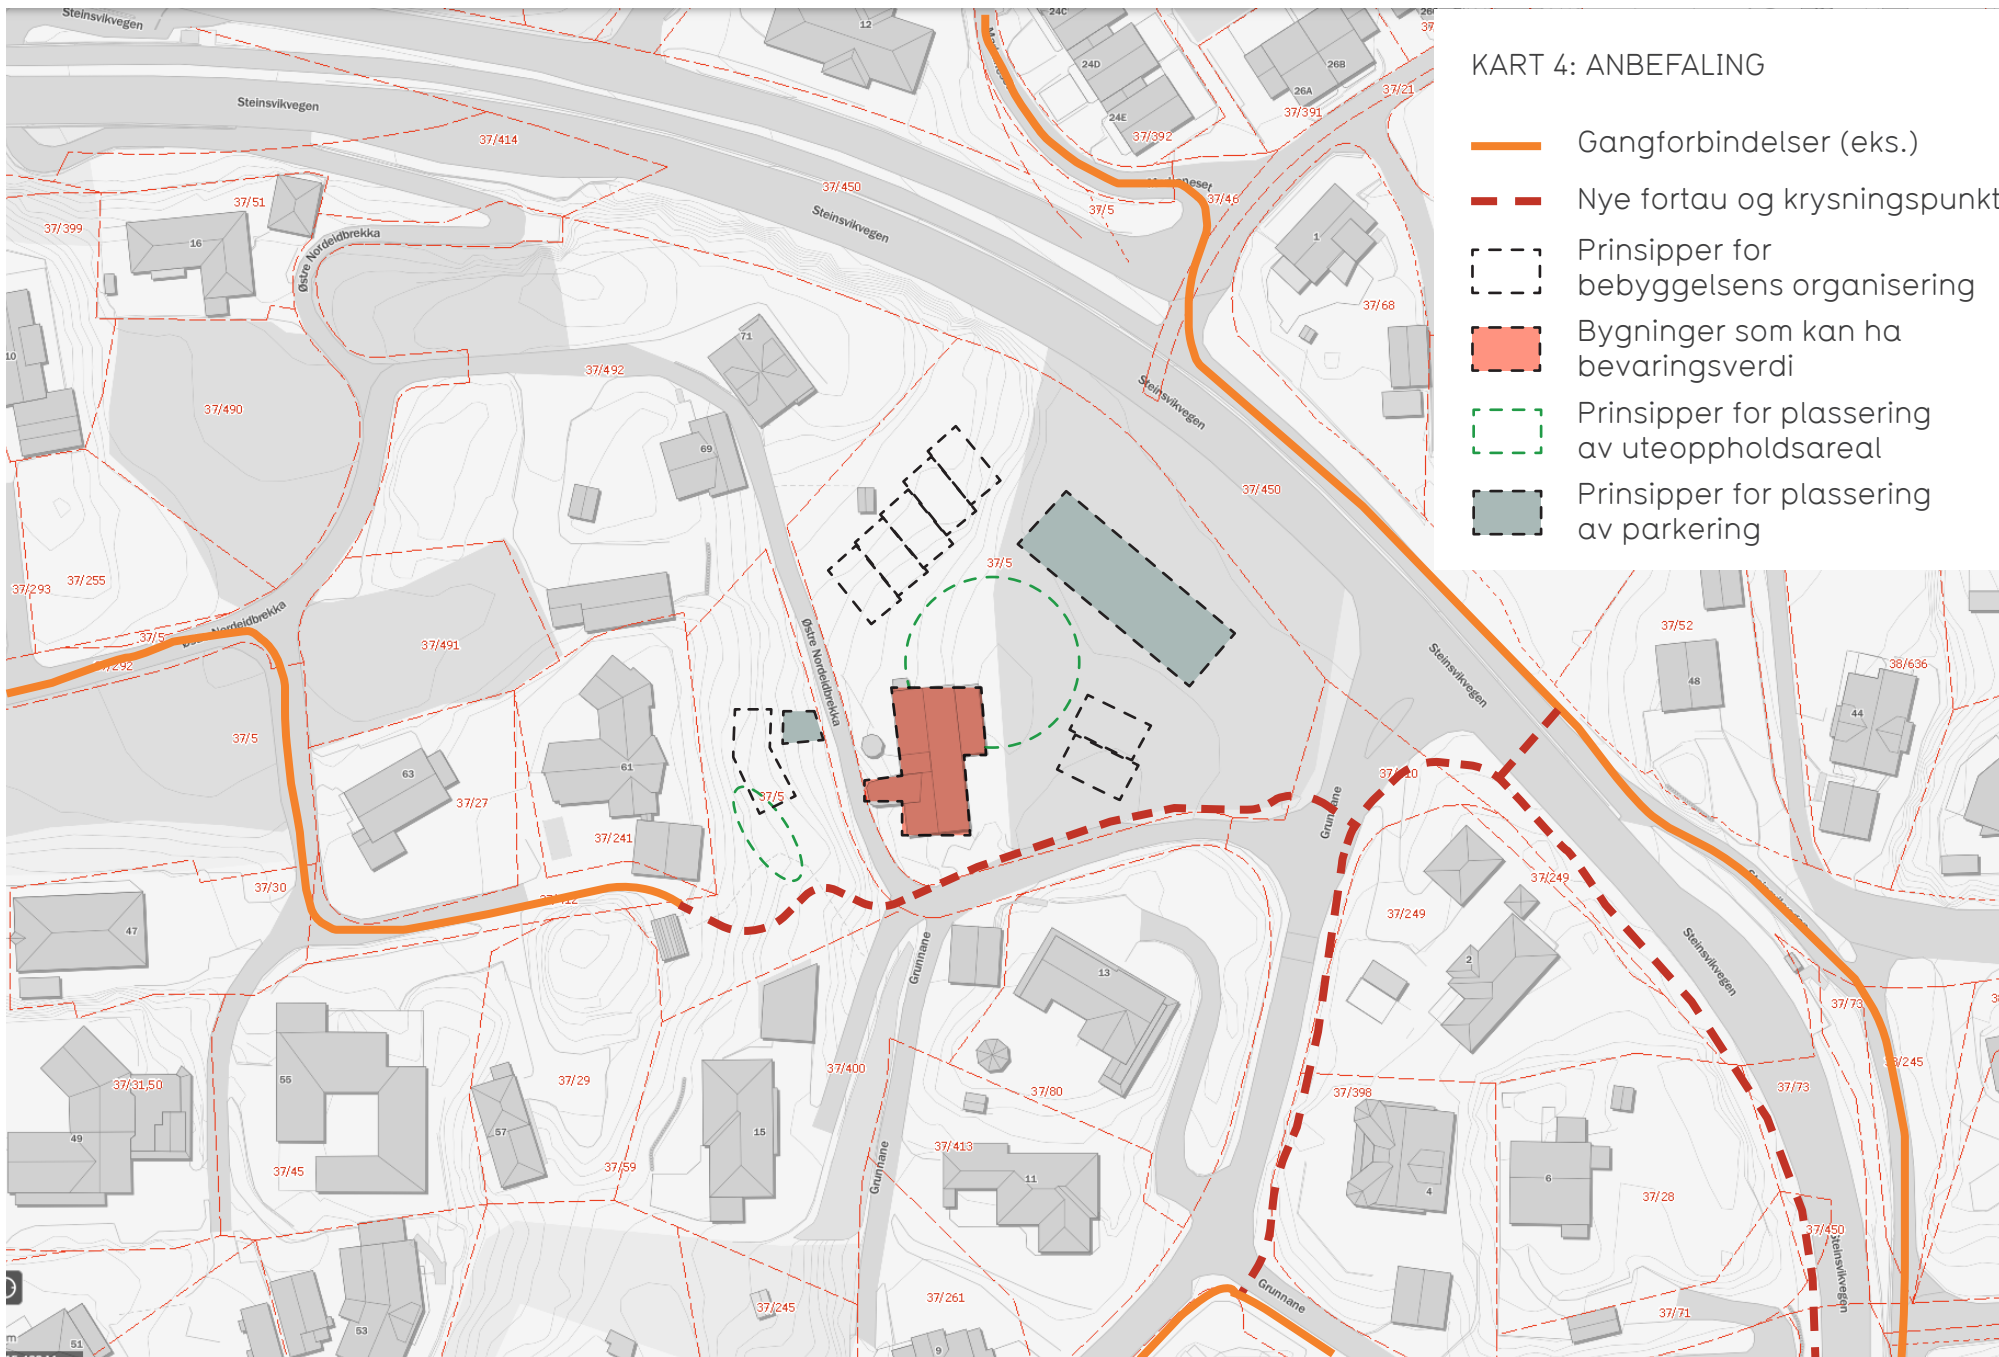 KART 4: ANBEFALING
Gangforbindelser (eks.)
Nye fortau og krysningspunkt
Prinsipper for
bebyggelsens organisering
Bygninger som kan ha
bevaringsverdi
Prinsipper for plassering
av uteoppholdsareal
Prinsipper for plassering
av parkering
Steinsvikvegen
12
24C
24D
24E
26B
26A
37/21
37/391
37/392
Steinsvikvegen
37/414
37/450
37/5
37/46
Steinsvikvegen
37/51
37/399
16
Østre Nordeidbrekka
1
37/68
10
71
37/492
37/490
Steinsvikvegen
69
37/450
37/5
37/293
37/255
Østre Nordeidbrekka
37/491
37/5
37/5
Steinsvikvegen
37/52
48
38/636
44
63
61
37/27
37/241
37/5
Grunnane
37/30
47
37/249
37/249
2
Steinsvikvegen
Grunnane
13
37/73
37/31,50
55
37/29
37/400
37/80
37/398
37/73
49
57
15
37/45
37/59
37/413
11
Grunnane
4
6
37/28
37/450
Steinsvikvegen
Grunnane
37/245
37/261
37/71
53
51
9